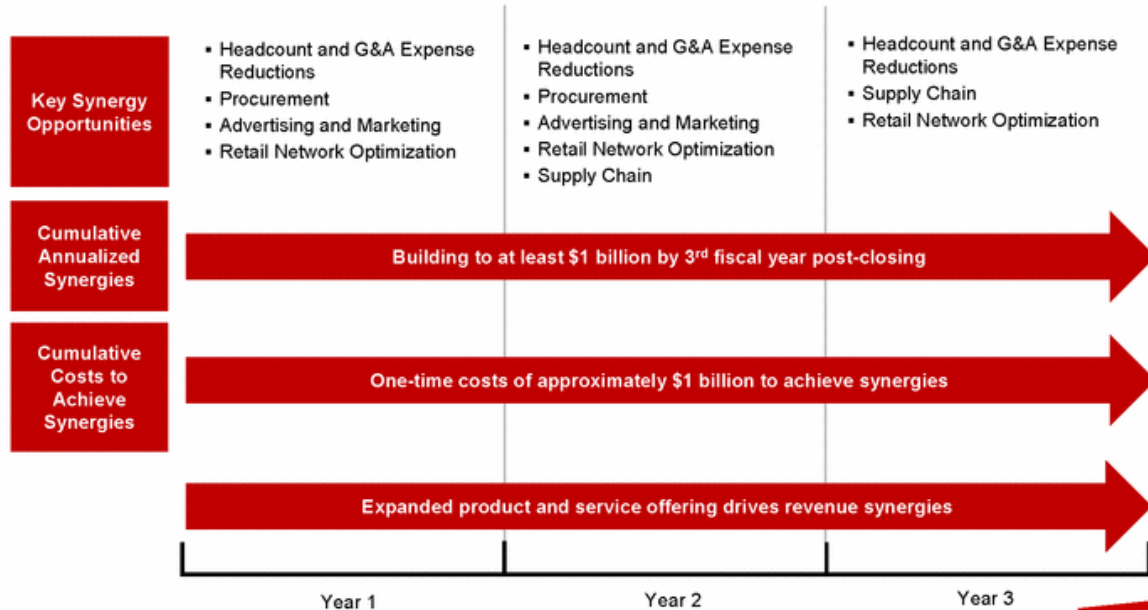 Key Synergy
Opportunities
▪ Headcount and G&A Expense
Reductions
▪ Procurement
▪ Advertising and Marketing
▪ Retail Network Optimization
▪ Headcount and G&A Expense
Reductions
▪ Procurement
▪ Advertising and Marketing
▪ Retail Network Optimization
▪ Supply Chain
▪ Headcount and G&A Expense
Reductions
▪ Supply Chain
▪ Retail Network Optimization
Cumulative
Annualized
Synergies
Building to at least $1 billion by 3rd fiscal year post-closing
Cumulative
Costs to
Achieve
Synergies
One-time costs of approximately $1 billion to achieve synergies
Expanded product and service offering drives revenue synergies
Year 1
Year 2
Year 3